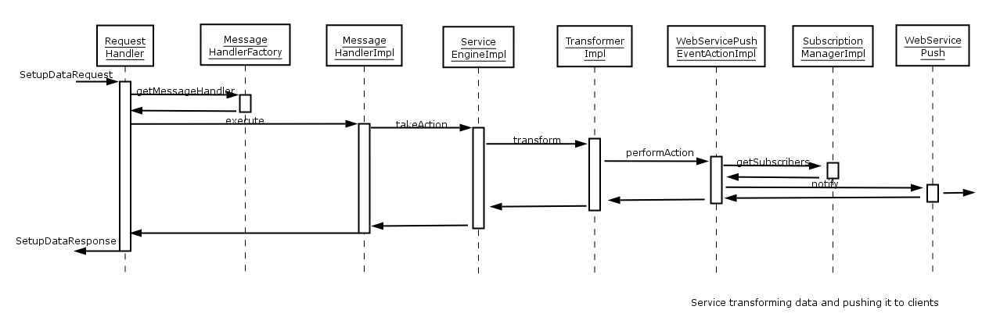 Request
Handler
Message
HandlerFactory
Message
HandlerImpl
Service
EngineImpl
Transformer
Impl
WebServicePush
EventActionImpl
Subscription
ManagerImpl
WebService
Push
SetupDataRequest
getMessageHandler
execute
takeAction
transform
performAction
getSubscribers
notify
SetupDataResponse
Service transforming data and pushing it to clients